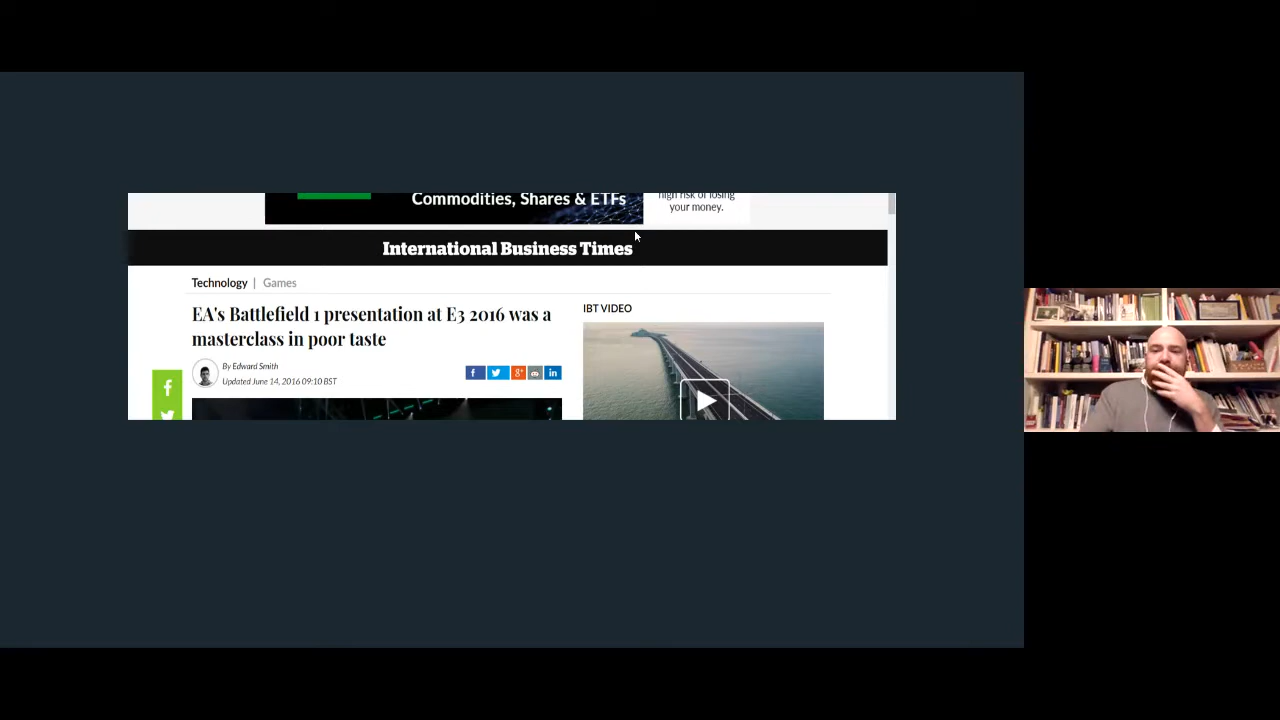 Commodities, Shares & ETFs
high risk of losing
your money.
International Business Times
Technology | Games
EA's Battlefield 1 presentation at E3 2016 was a
masterclass in poor taste
IBT VIDEO
By Edward Smith
Updated June 14, 2016 09:10 BST